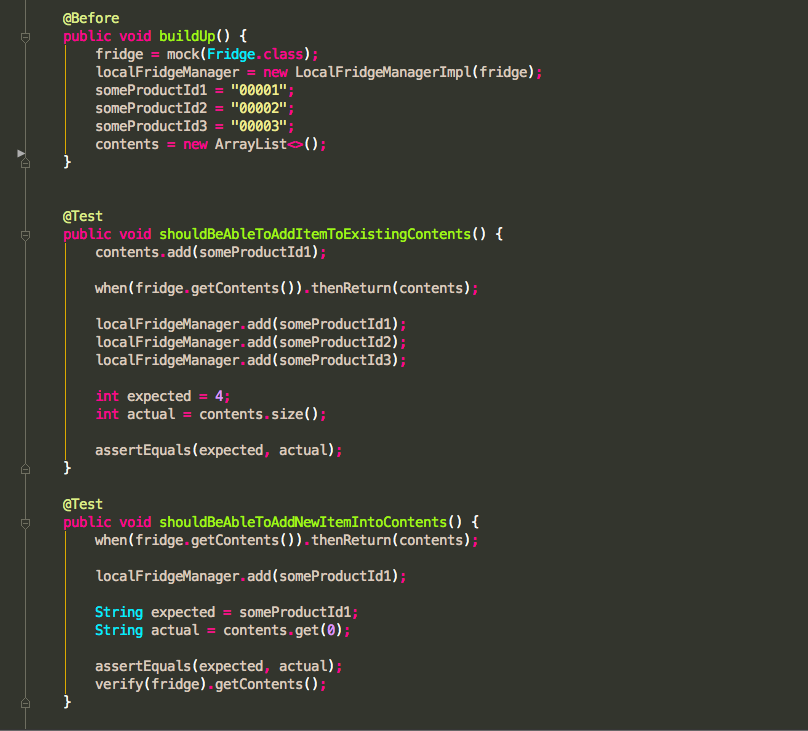 @Before
public void buildUp() {
fridge = mock(Fridge.class);
localFridgeManager = new LocalFridgeManagerImpl(fridge);
someProductId1 = "00001";
someProductId2 = "00002";
someProductId3 = "00003";
contents = new ArrayList<>();
}
@Test
public void shouldBeAbleToAddItemToExistingContents() {
contents.add(someProductId1);
when(fridge.getContents()).thenReturn(contents);
localFridgeManager.add(someProductId1);
localFridgeManager.add(someProductId2);
localFridgeManager.add(someProductId3);
int expected = 4;
int actual = contents.size();
assertEquals(expected, actual);
}
@Test
public void shouldBeAbleToAddNewItemIntoContents() {
when(fridge.getContents()).thenReturn(contents);
localFridgeManager.add(someProductId1);
String expected = someProductId1;
String actual = contents.get(0);
assertEquals(expected, actual);
verify(fridge).getContents();
}